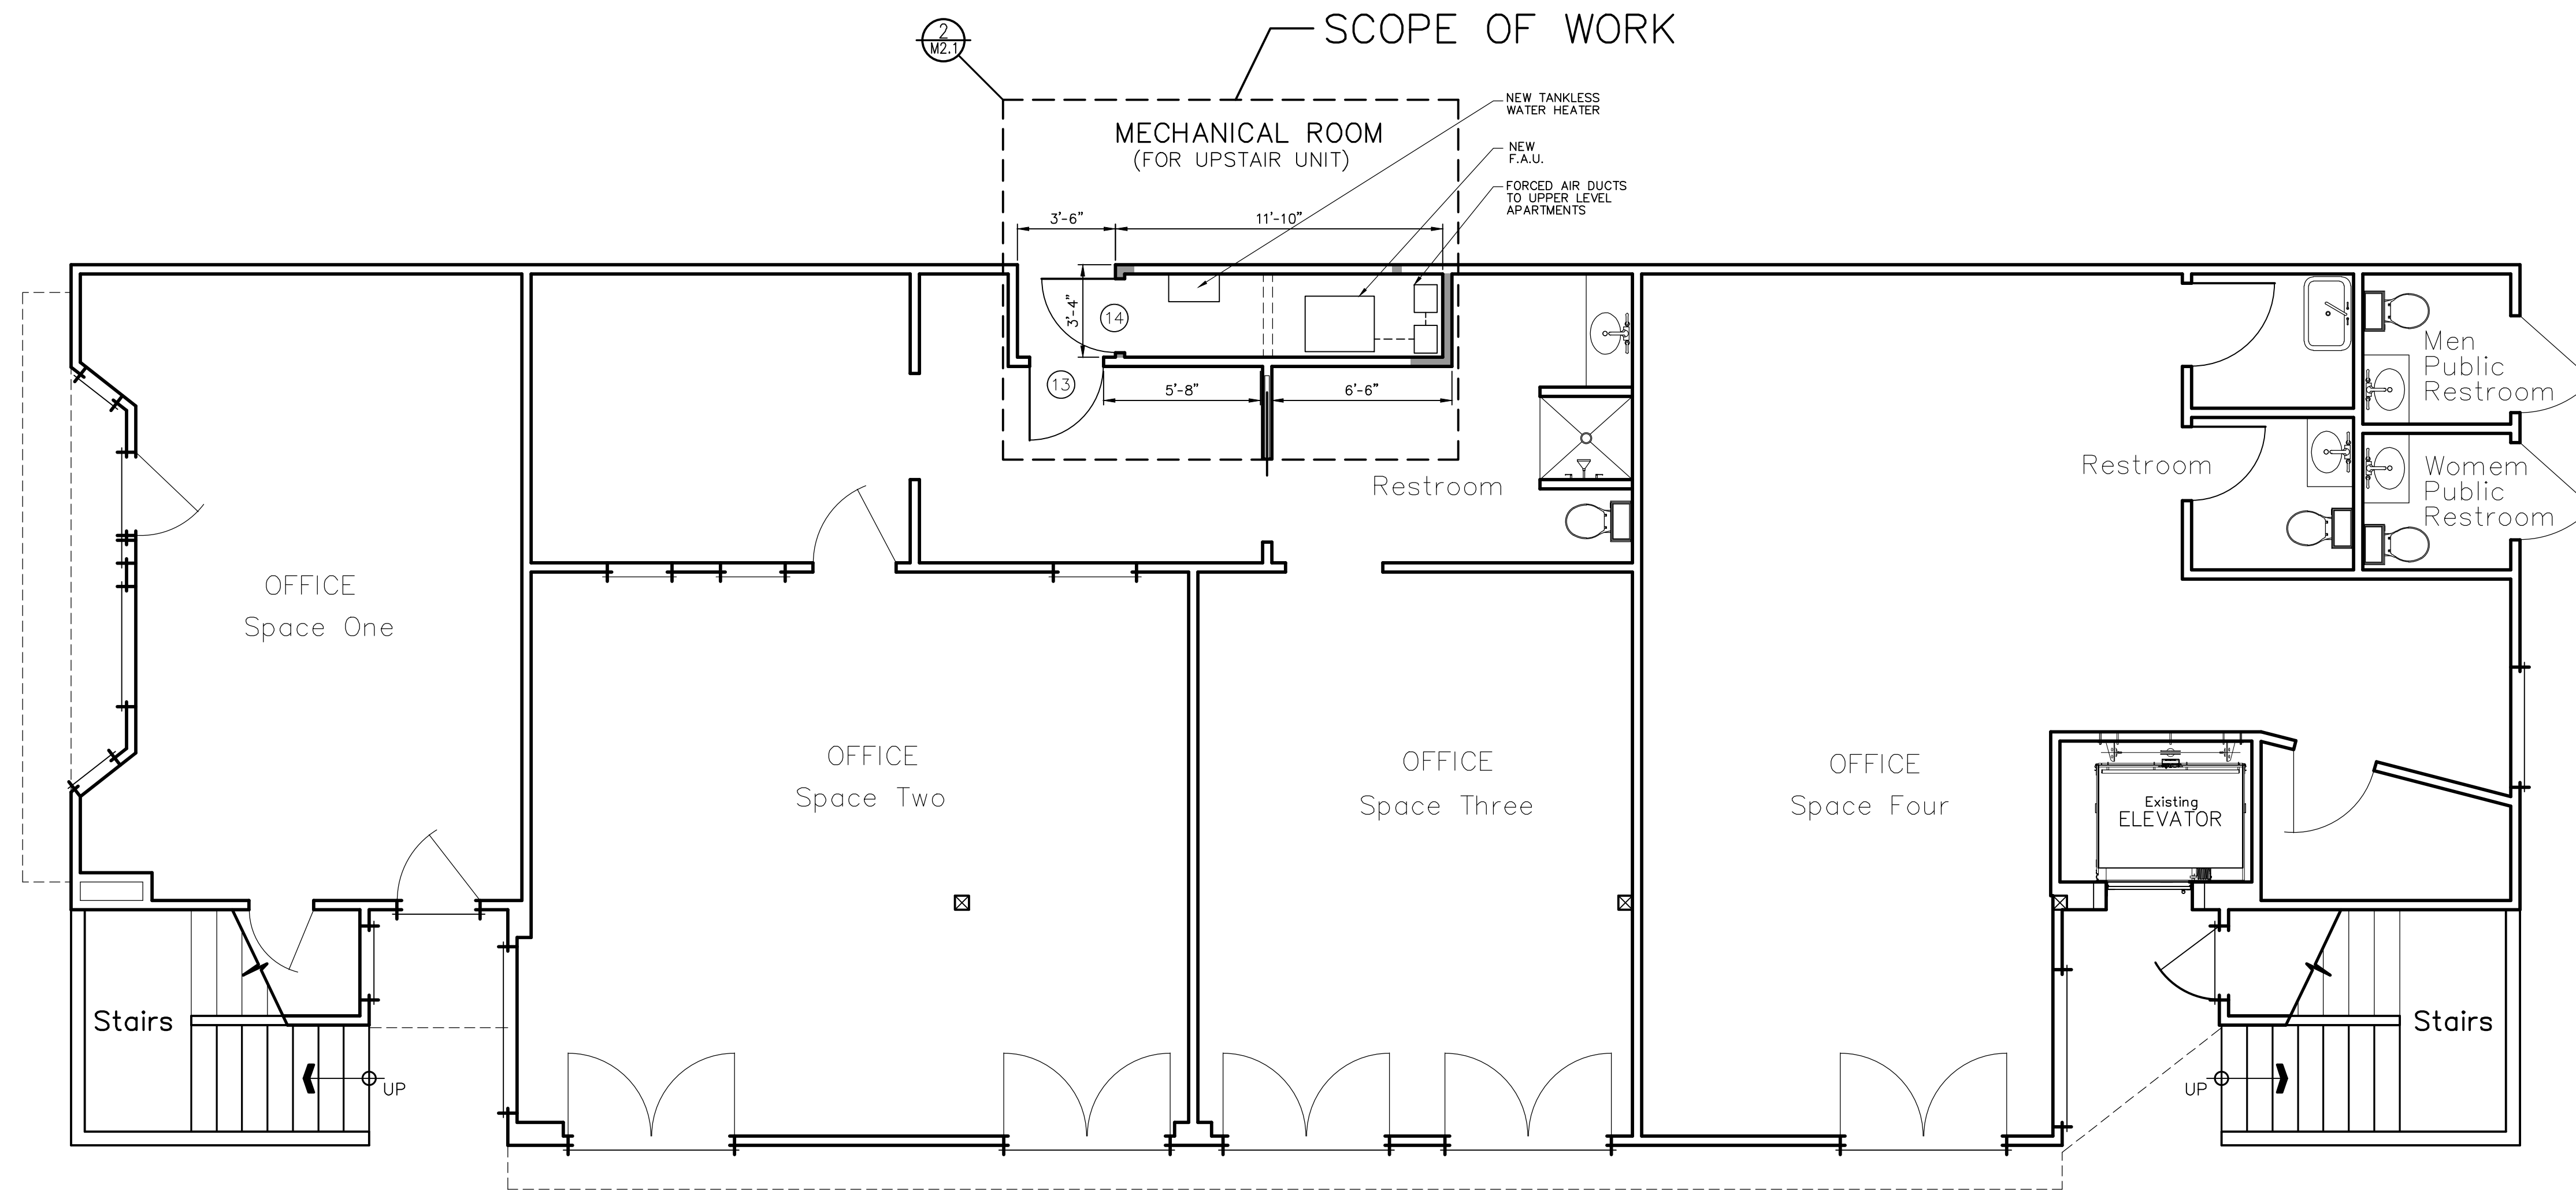 2
M2.1
SCOPE OF WORK
NEW TANKLESS
WATER HEATER
MECHANICAL ROOM
(FOR UPSTAIR UNIT)
NEW
F.A.U.
FORCED AIR DUCTS
TO UPPER LEVEL
APARTMENTS
3'-6"
11'-10"
3'-4"
14
13
5'-8"
6'-6"
Men
Public
Restroom
Restroom
Womem
Public
Restroom
Restroom
OFFICE
Space One
OFFICE
Space Two
OFFICE
Space Three
OFFICE
Space Four
Existing
ELEVATOR
Stairs
UP
Stairs
UP